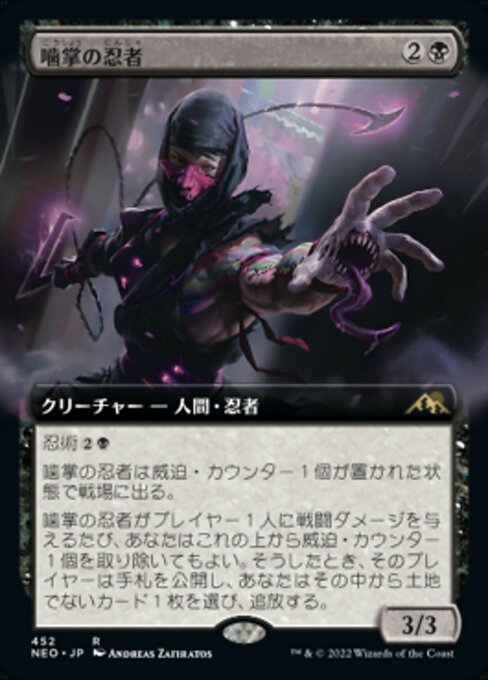 こうしょう にんじゃ
噛掌の忍者 2
クリーチャー — 人間・忍者
忍術 2
噛掌の忍者は威迫・カウンター1個が置かれた状
態で戦場に出る。
噛掌の忍者がプレイヤー1人に戦闘ダメージを与
えるたび、あなたはこれの上から威迫・カウンター
1個を取り除いてもよい。そうしたとき、そのプレ
イヤーは手札を公開し、あなたはその中から土地
でないカード1枚を選び、追放する。
3/3
452 R
NEO • JP Andreas Zafiratos
™ & © 2022 Wizards of the Coast